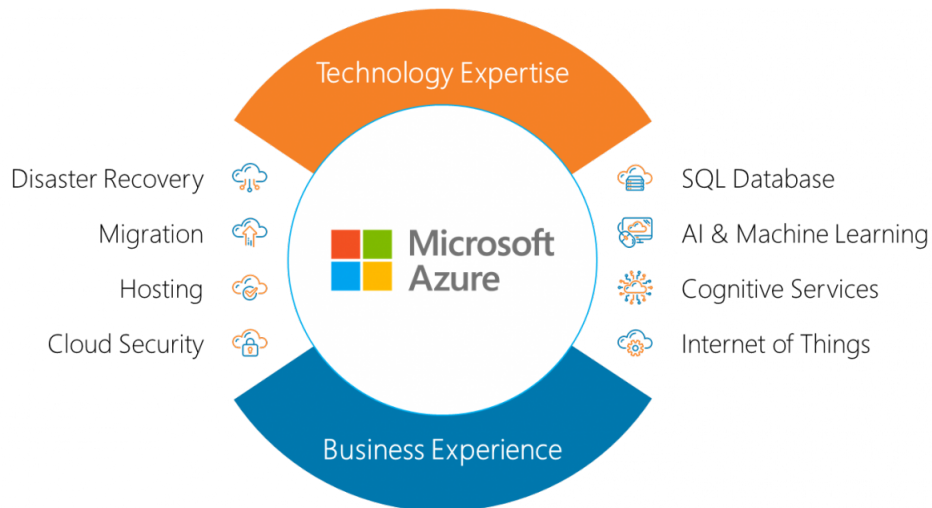 Technology Expertise
Disaster Recovery
Migration
Hosting
Cloud Security
Microsoft
Azure
SQL Database
AI & Machine Learning
Cognitive Services
Internet of Things
Business Experience